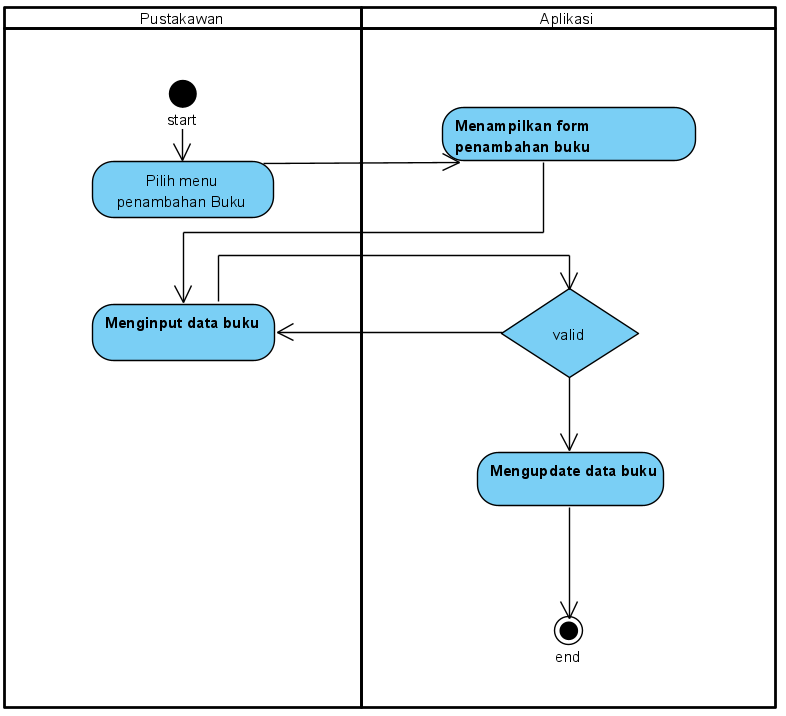 Pustakawan
Aplikasi
start
Menampilkan form
penambahan buku
Pilih menu
penambahan Buku
Menginput data buku
valid
Mengupdate data buku
end